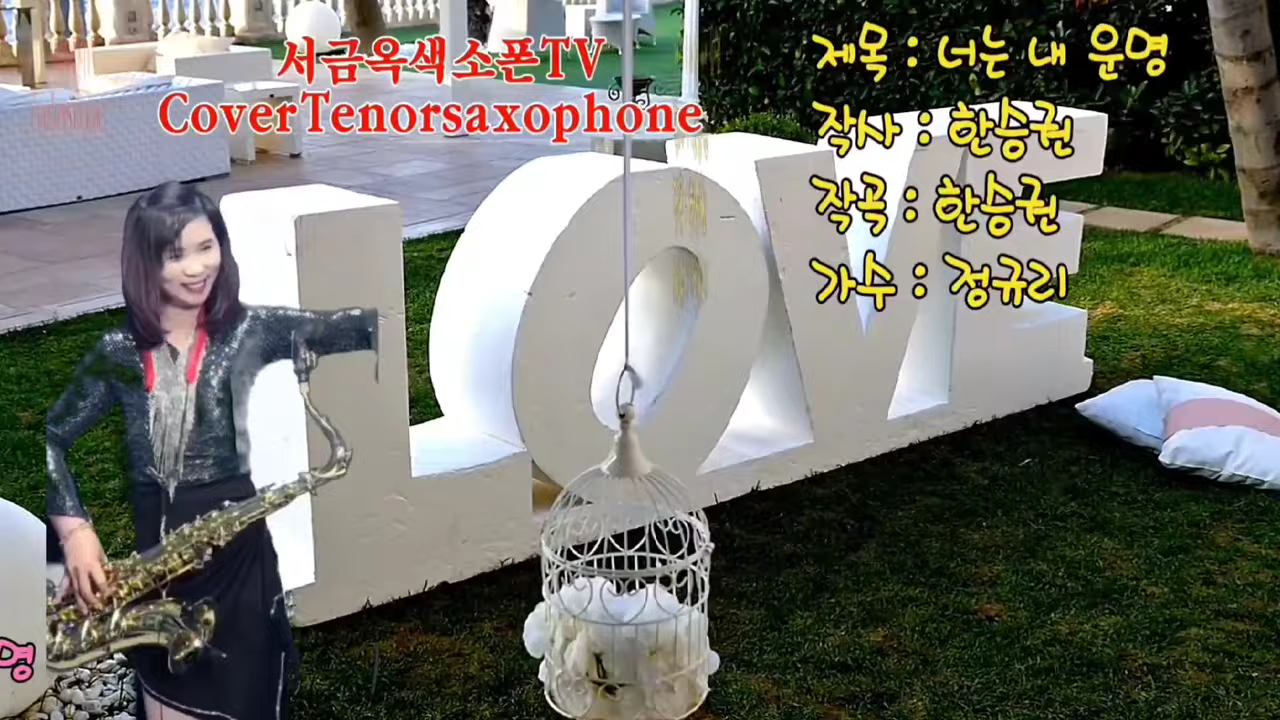 서금옥색소폰TV
CoverTenorsaxophone
제목 : 너는 내 운명
작사 : 한승권
작곡 : 한승권
가수 : 정규리
LOVE
명